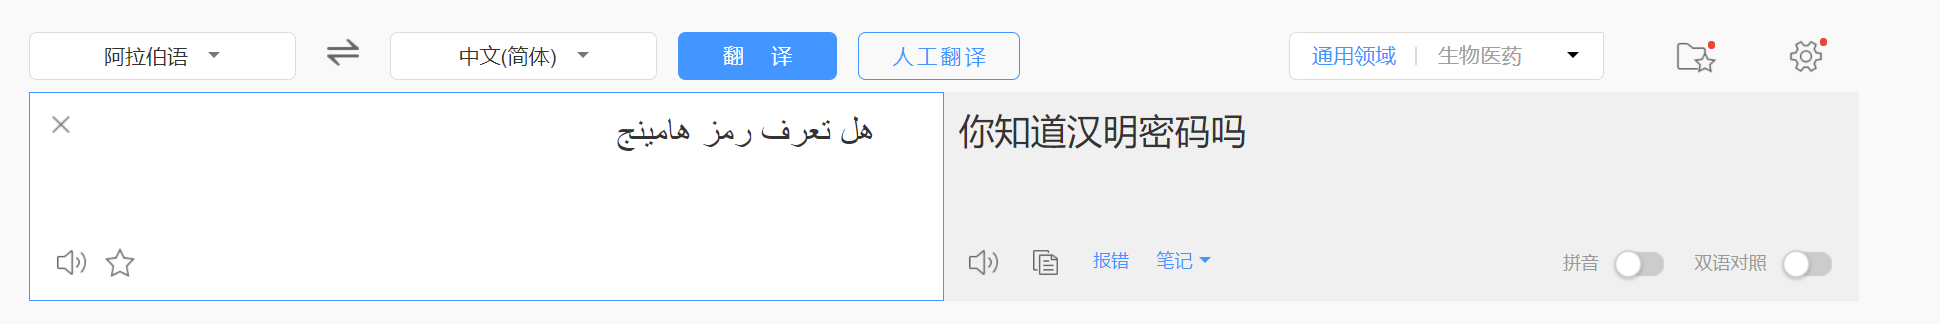 阿拉伯语
中文(简体)
翻 译
人工翻译
通用领域 | 生物医药
هل تعرف رمز هامينج
你知道汉明密码吗
报错
笔记
拼音
双语对照